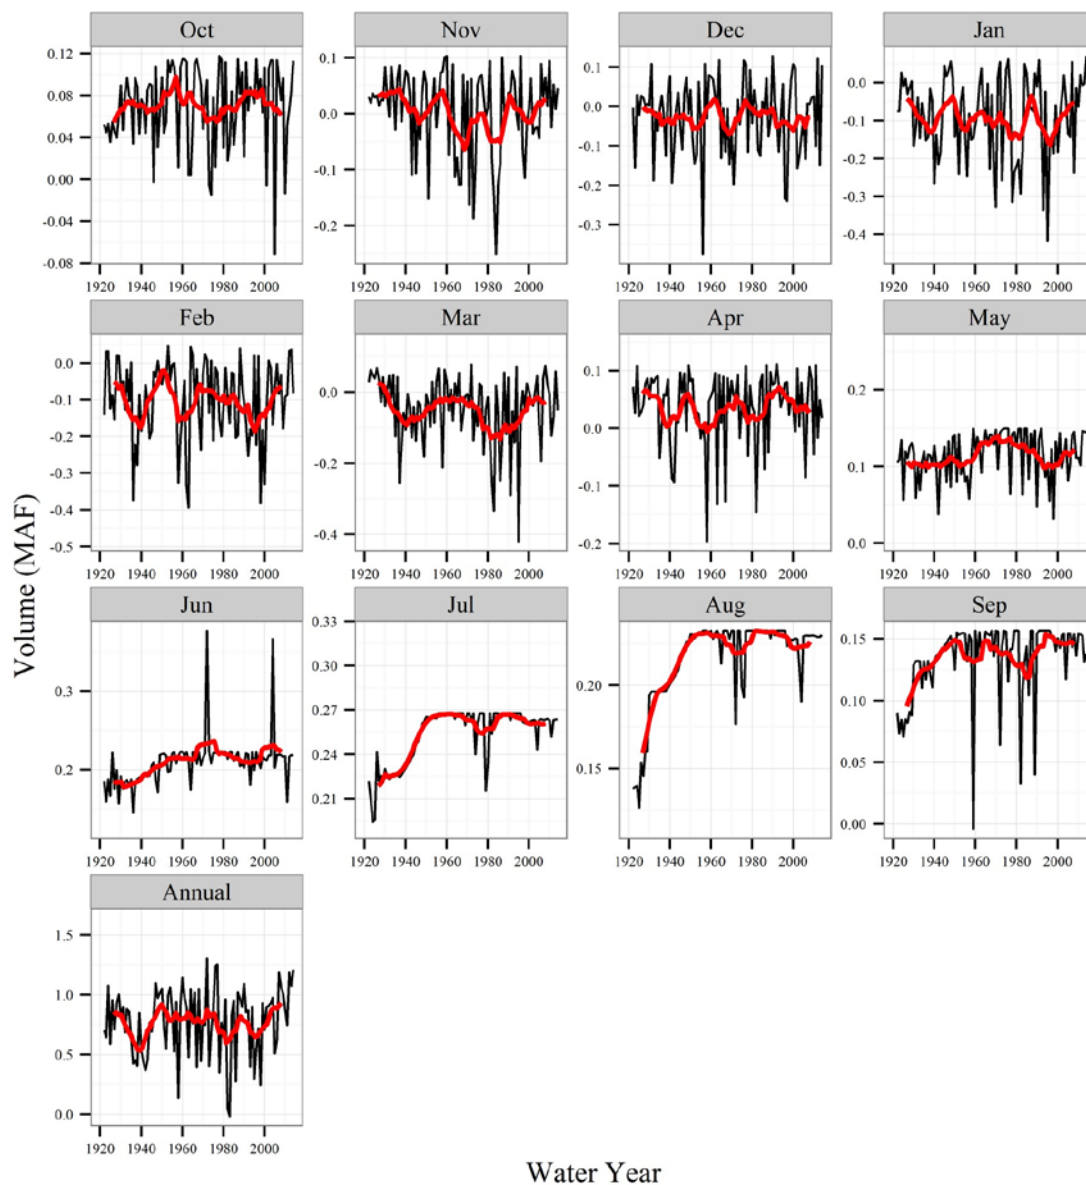 Oct Nov Dec Jan
0.12 0.1 0.1 0.0
0.08 0.0 0.0 -0.1
0.04 -0.1 -0.2
0.00 -0.3
-0.04 -0.2 -0.3 -0.4
-0.08
1920 1940 1960 1980 2000 1920 1940 1960 1980 2000 1920 1940 1960 1980 2000 1920 1940 1960 1980 2000
Feb Mar Apr May
0.0 0.0 0.1 0.2
-0.1 0.0
-0.2 -0.2 0.1
-0.3 -0.1
-0.4
-0.5 -0.4 -0.2 0.0
1920 1940 1960 1980 2000 1920 1940 1960 1980 2000 1920 1940 1960 1980 2000 1920 1940 1960 1980 2000
Volume (MAF)
Jun Jul Aug Sep
0.33 0.15
0.3 0.29 0.20 0.10
0.27
0.2 0.25 0.15 0.05
0.23
0.21 0.00
1920 1940 1960 1980 2000 1920 1940 1960 1980 2000 1920 1940 1960 1980 2000 1920 1940 1960 1980 2000
Annual
1.5
1.0
0.5
0.0
1920 1940 1960 1980 2000
Water Year